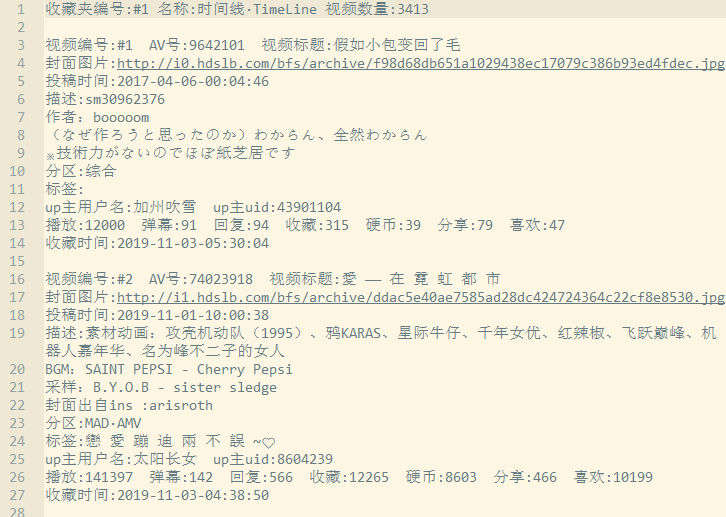 1 收藏夹编号:#1 名称:时间线·TimeLine 视频数量:3413
2
3 视频编号:#1 AV号:9642101 视频标题:假如小包变回了毛
4 封面图片:http://i0.hdslb.com/bfs/archive/f98d68db651a1029438ec17079c386b93ed4fdec.jpg
5 投稿时间:2017-04-06-00:04:46
6 描述:sm30962376
7 作者: booooom
8 （なぜ作ろうと思ったのか）わからん、全然わからん
9 ※技術力がないのでほぼ紙芝居です
10 分区:综合
11 标签:
12 up主用户名:加州吹雪 up主uid:43901104
13 播放:12000 弹幕:91 回复:94 收藏:315 硬币:39 分享:79 喜欢:47
14 收藏时间:2019-11-03-05:30:04
15
16 视频编号:#2 AV号:74023918 视频标题:愛 —— 在 霓 虹 都 市
17 封面图片:http://i1.hdslb.com/bfs/archive/ddac5e40ae7585ad28dc424724364c22cf8e8530.jpg
18 投稿时间:2019-11-01-10:00:38
19 描述:素材动画: 攻壳机动队（1995）、鸦KARAS、星际牛仔、千年女优、红辣椒、飞跃巅峰、机
器人嘉年华、名为峰不二子的女人
20 BGM: SAINT PEPSI - Cherry Pepsi
21 采样: B.Y.O.B - sister sledge
22 封面出自ins :arisroth
23 分区:MAD·AMV
24 标签:戀 愛 蹦 迪 兩 不 誤 ~♡
25 up主用户名:太阳长女 up主uid:8604239
26 播放:141397 弹幕:142 回复:566 收藏:12265 硬币:8603 分享:466 喜欢:10199
27 收藏时间:2019-11-03-04:38:50
28